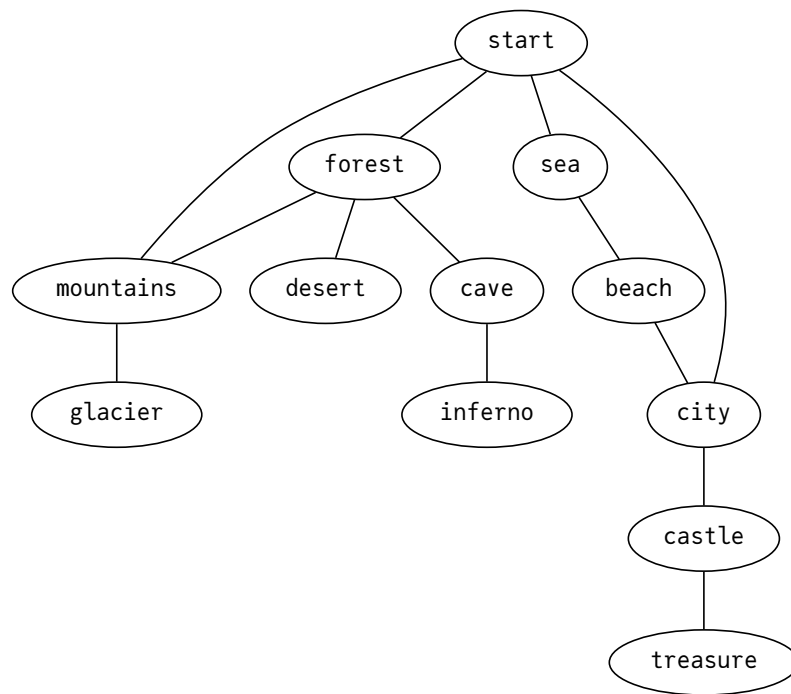 start
forest
sea
mountains
desert
cave
beach
glacier
inferno
city
castle
treasure